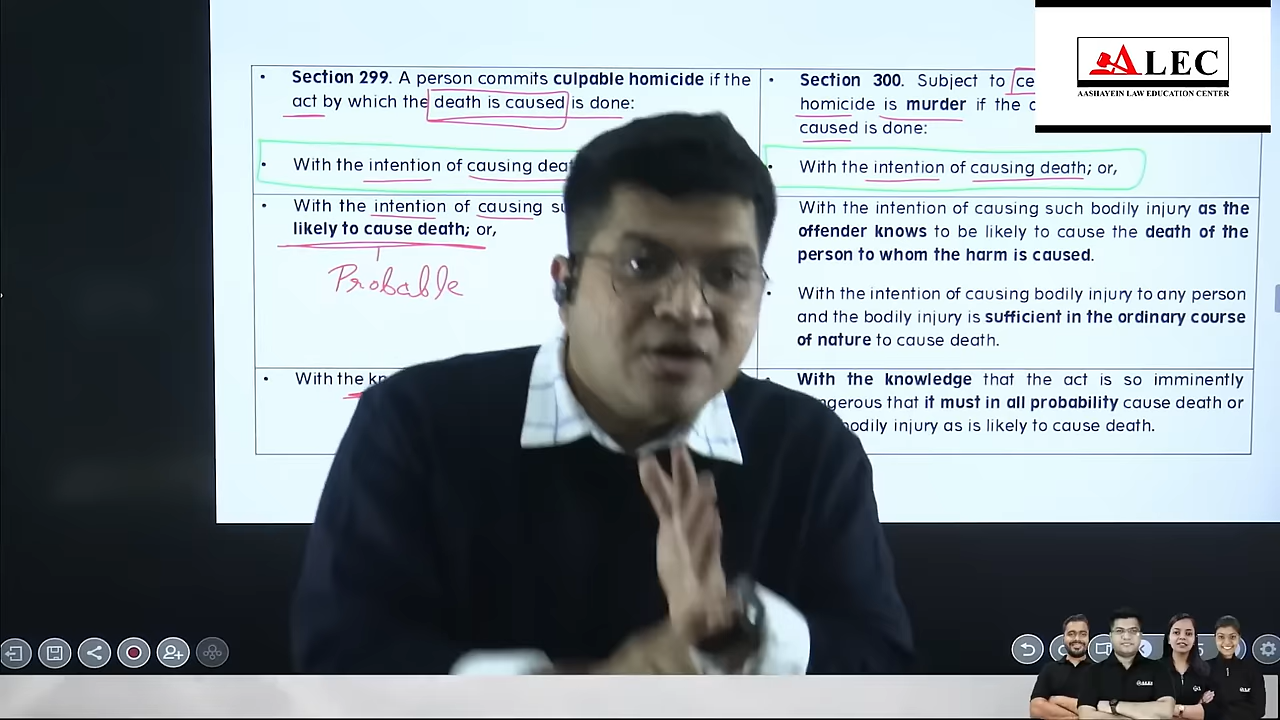 Section 299. A person commits culpable homicide if the
act by which the death is caused is done:
With the intention of causing
With the intention of causing
likely to cause death; or,
Probable
With the
Section 300. Subject to
homicide is murder if the
caused is done:
With the intention of causing death; or,
With the intention of causing such bodily injury as the
offender knows to be likely to cause the death of the
person to whom the harm is caused.
With the intention of causing bodily injury to any person
and the bodily injury is sufficient in the ordinary course
of nature to cause death.
With the knowledge that the act is so imminently
that it must in all probability cause death or
bodily injury as is likely to cause death.
ALEC
AASHAYEIN LAW EDUCATION CENTER